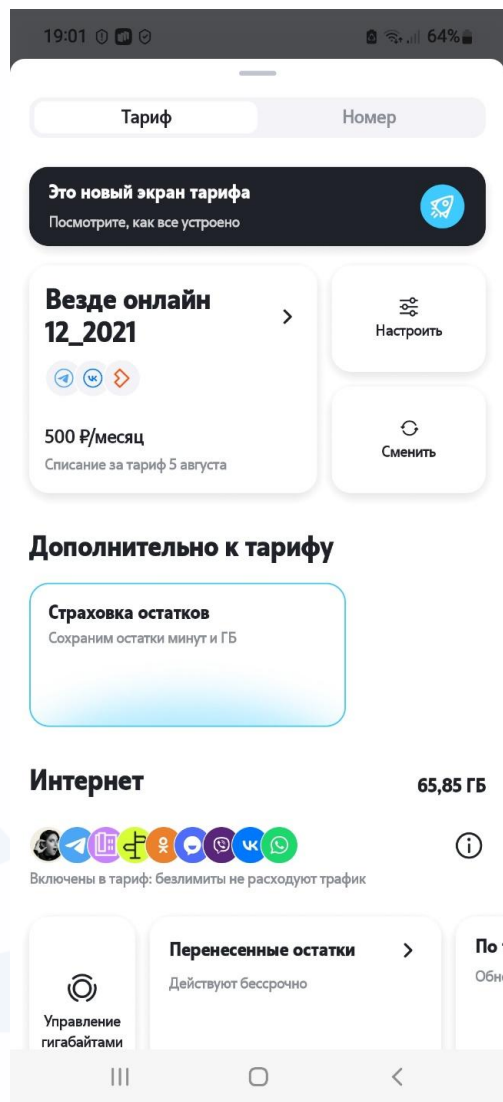 19:01
64%
Тариф
Номер
Это новый экран тарифа
Посмотрите, как все устроено
Везде онлайн
12_2021
500 ₽/месяц
Списание за тариф 5 августа
Настроить
Сменить
Дополнительно к тарифу
Страховка остатков
Сохраним остатки минут и ГБ
Интернет
65,85 ГБ
Включены в тариф: безлимиты не расходуют трафик
Управление
гигабайтами
Перенесенные остатки
Действуют бессрочно
По